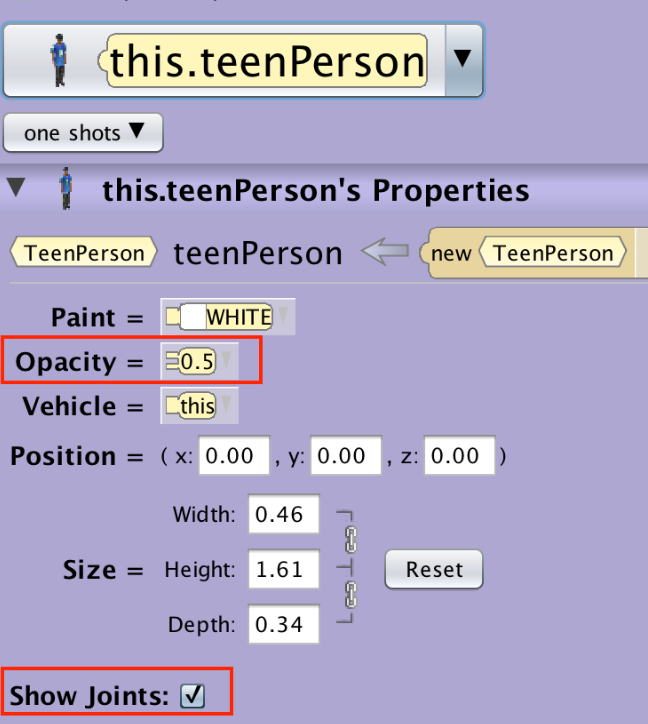 this.teenPerson
one shots
this.teenPerson's Properties
TeenPerson teenPerson new TeenPerson
Paint = WHITE
Opacity = 0.5
Vehicle = this
Position = ( x: 0.00 , y: 0.00 , z: 0.00 )
Width: 0.46
Size = Height: 1.61 Reset
Depth: 0.34
Show Joints: